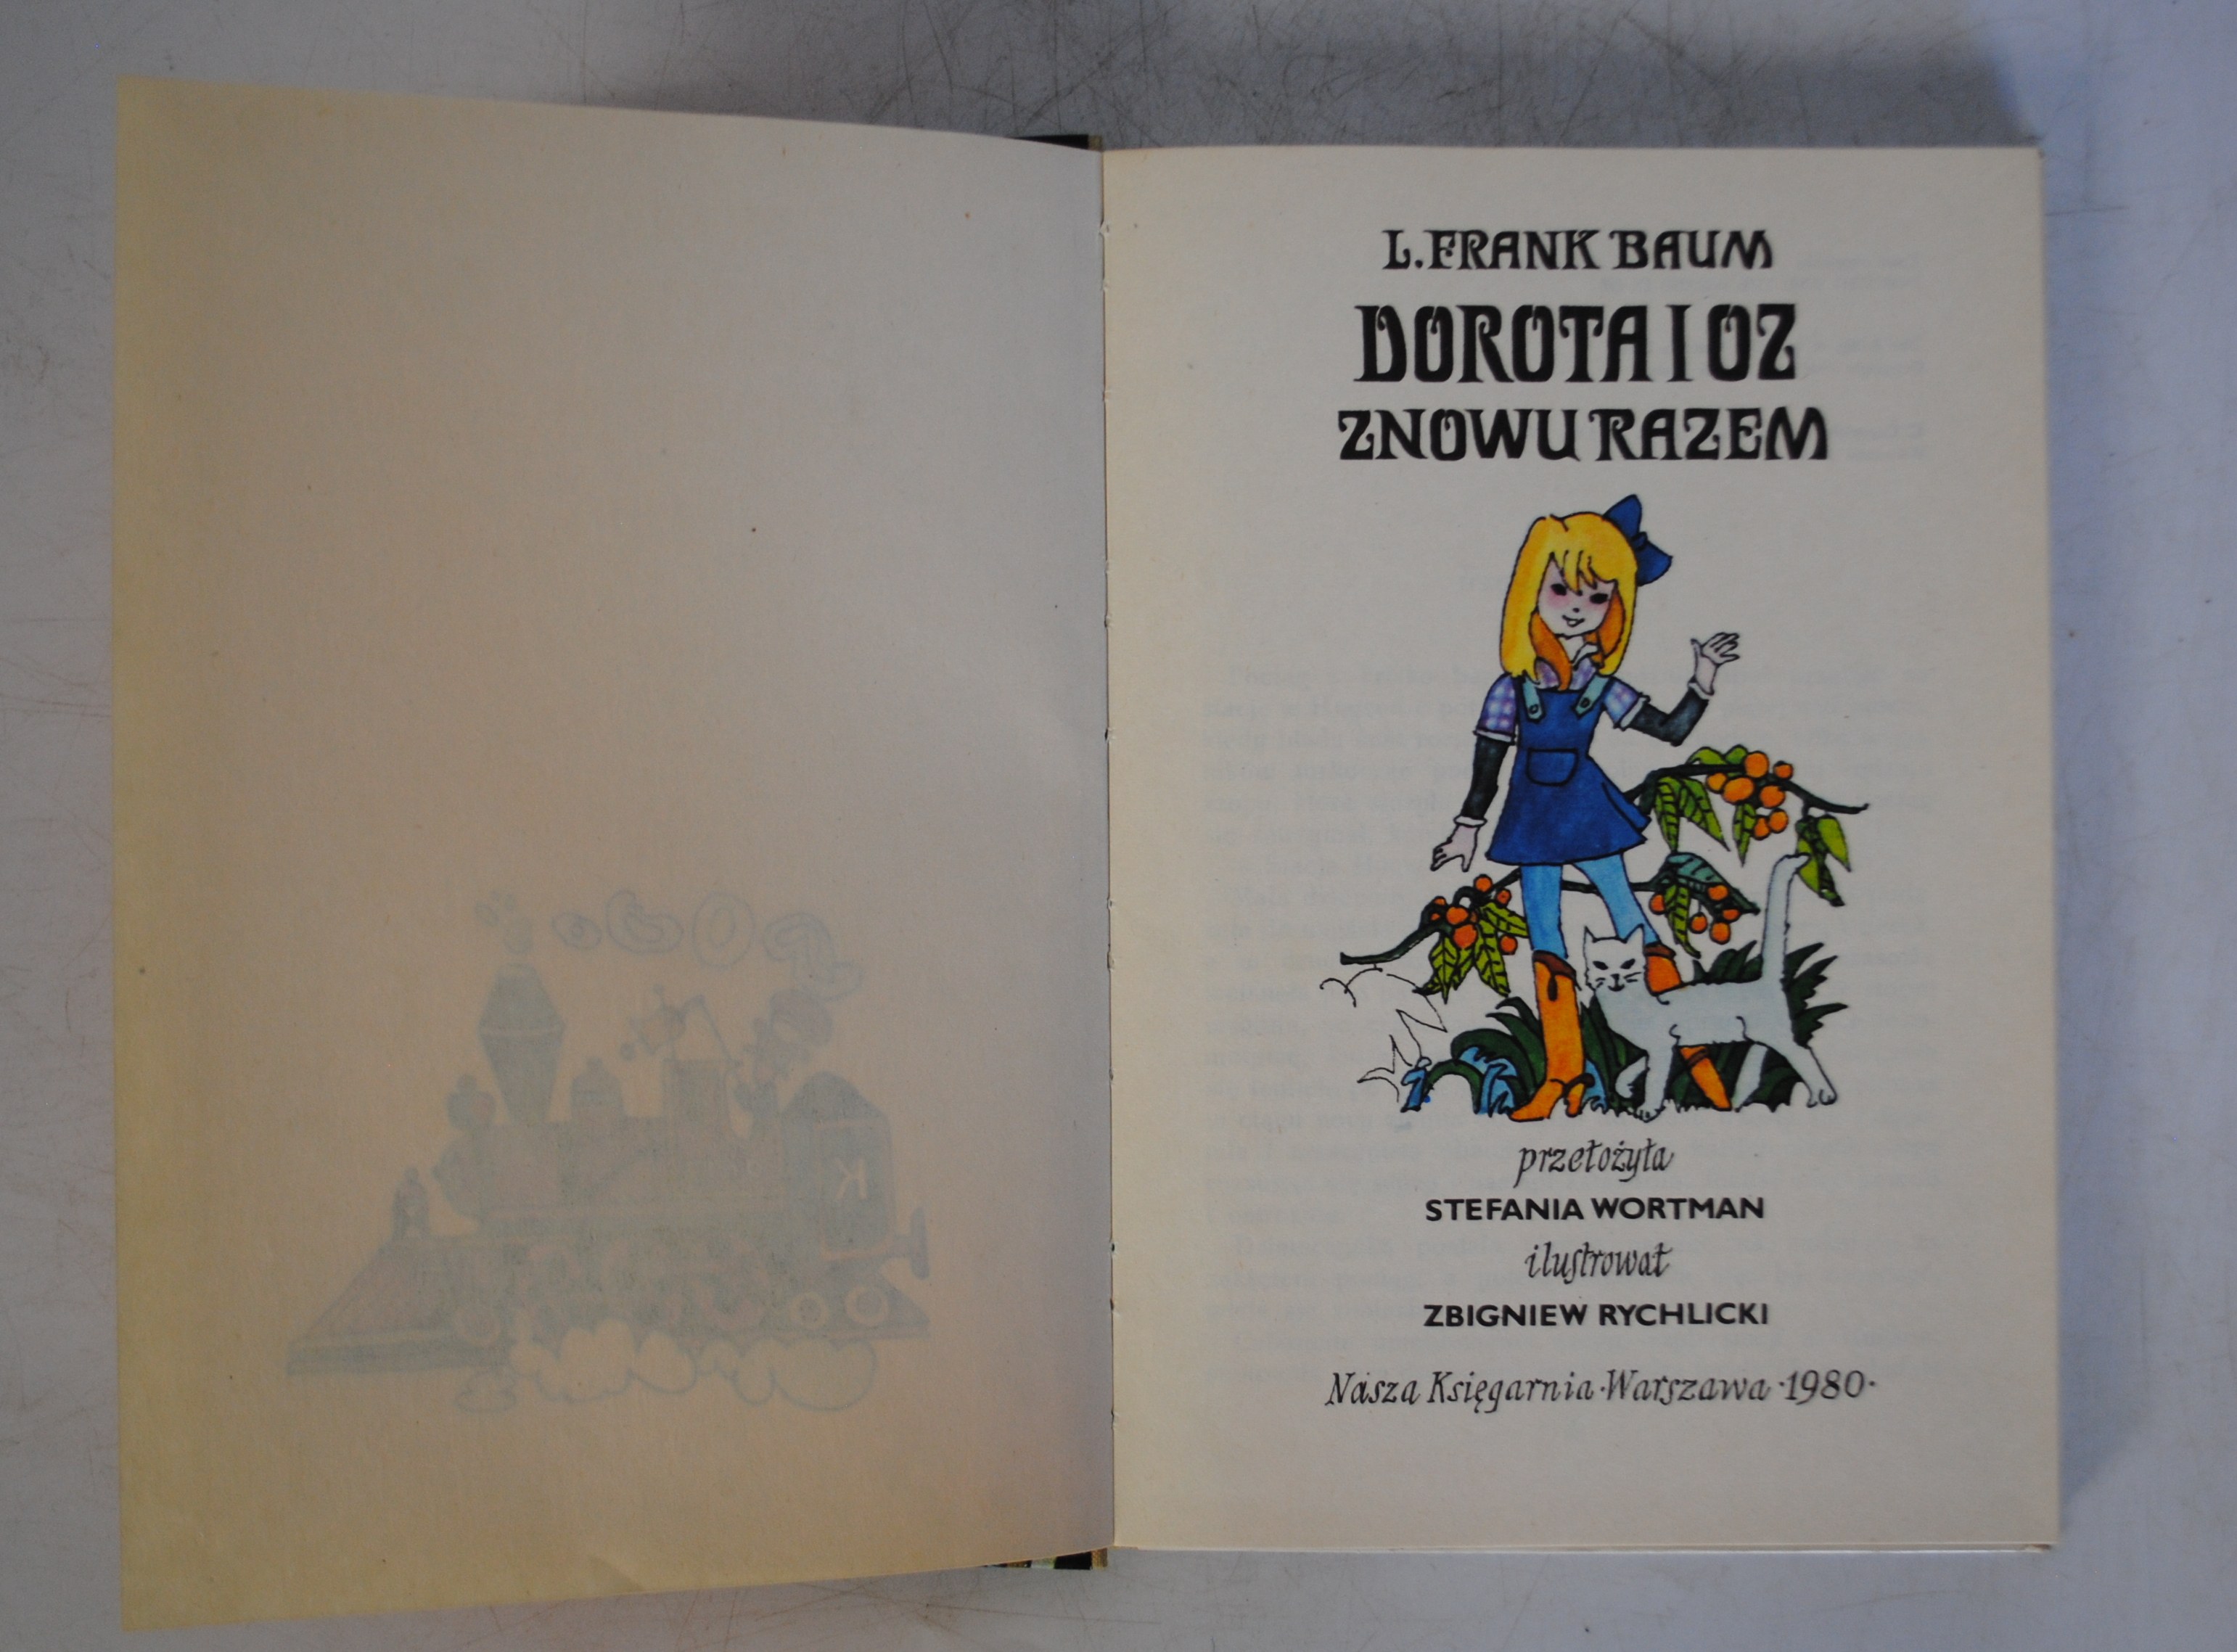 L. FRANK BAUM
DOROTA I OZ
ZNOWU RAZEM
przełożyła
STEFANIA WORTMAN
ilustrował
ZBIGNIEW RYCHLICKI
Nasza Księgarnia · Warszawa · 1980 ·